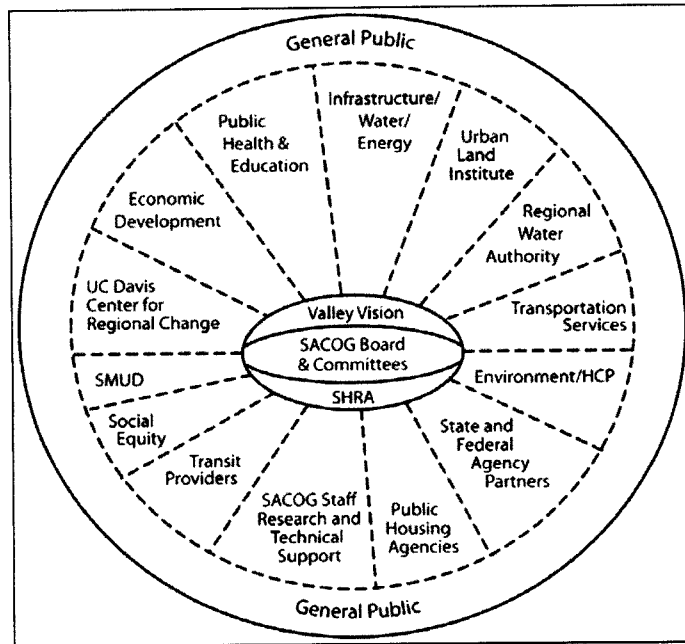 General Public
Infrastructure/
Water/
Energy
Public
Health &
Education
Urban
Land
Institute
Economic
Development
Regional
Water
Authority
UC Davis
Center for
Regional Change
Valley Vision
Transportation
Services
SACOG Board
& Committees
SMUD
SHRA
Environment/HCP
Social
Equity
Transit
Providers
State and
Federal
Agency
Partners
SACOG Staff
Research and
Technical
Support
Public
Housing
Agencies
General Public